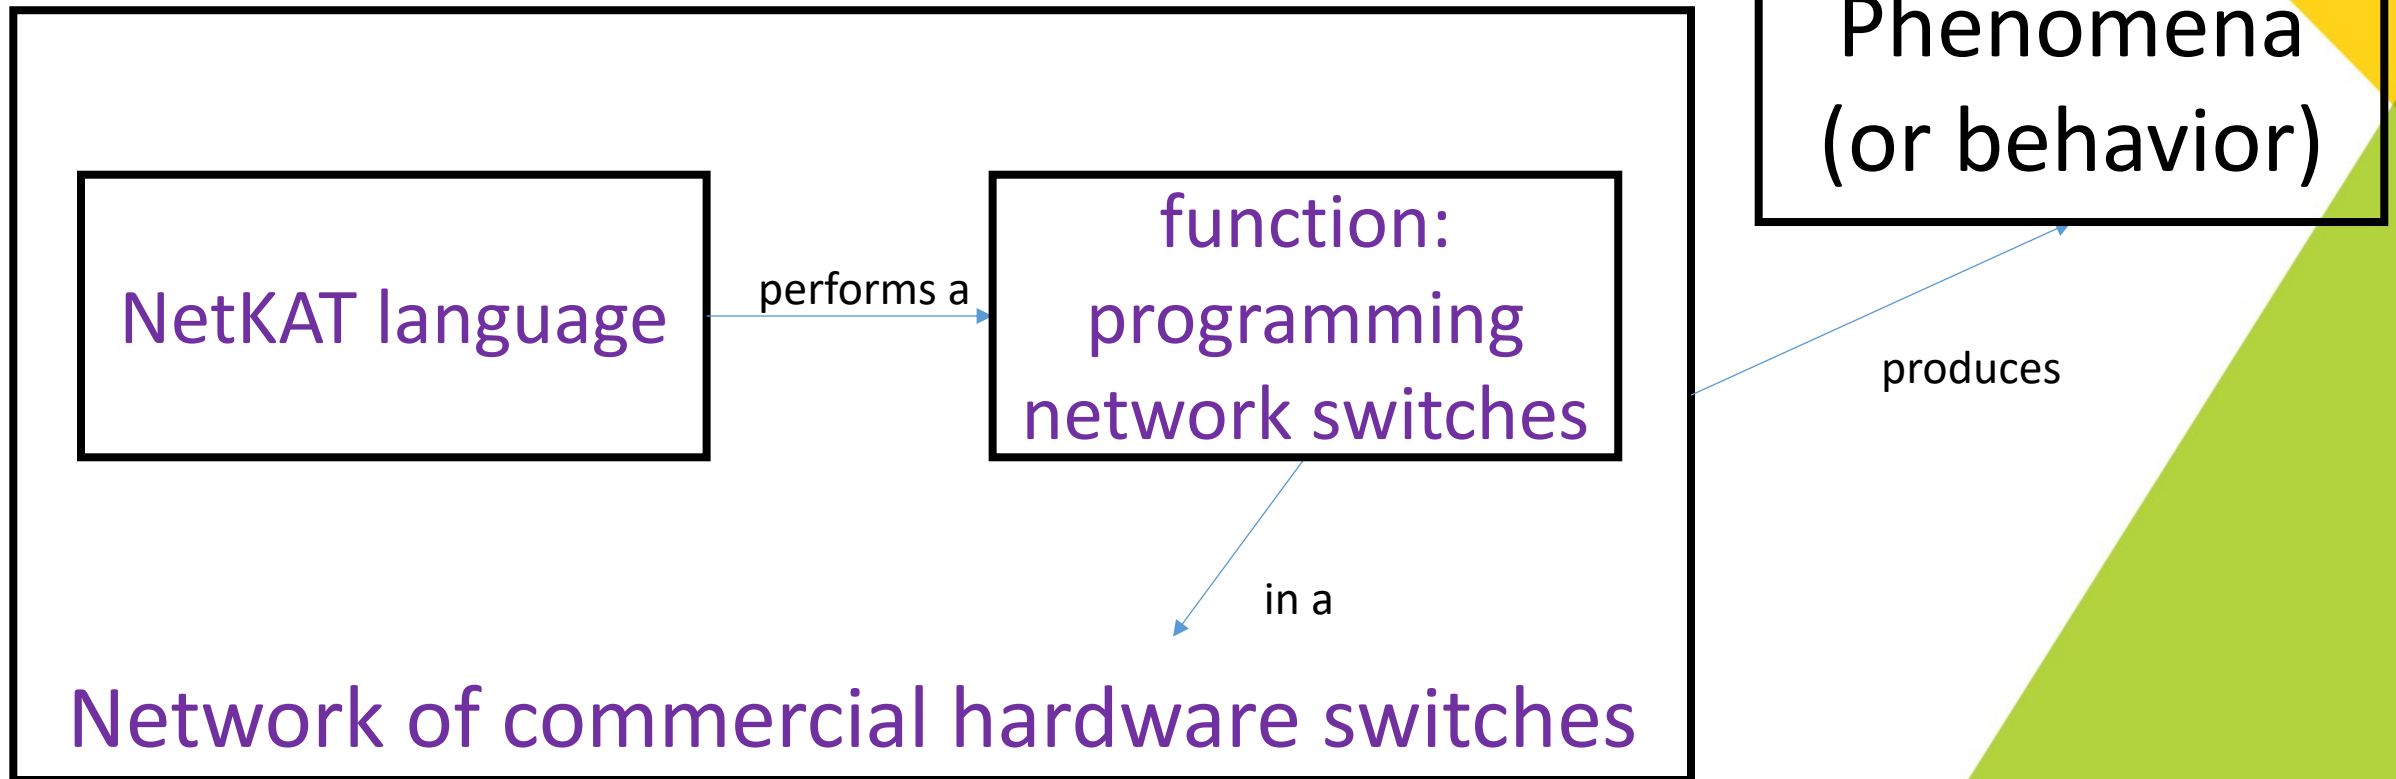 Phenomena
(or behavior)
NetKAT language
performs a
function:
programming
network switches
produces
in a
Network of commercial hardware switches